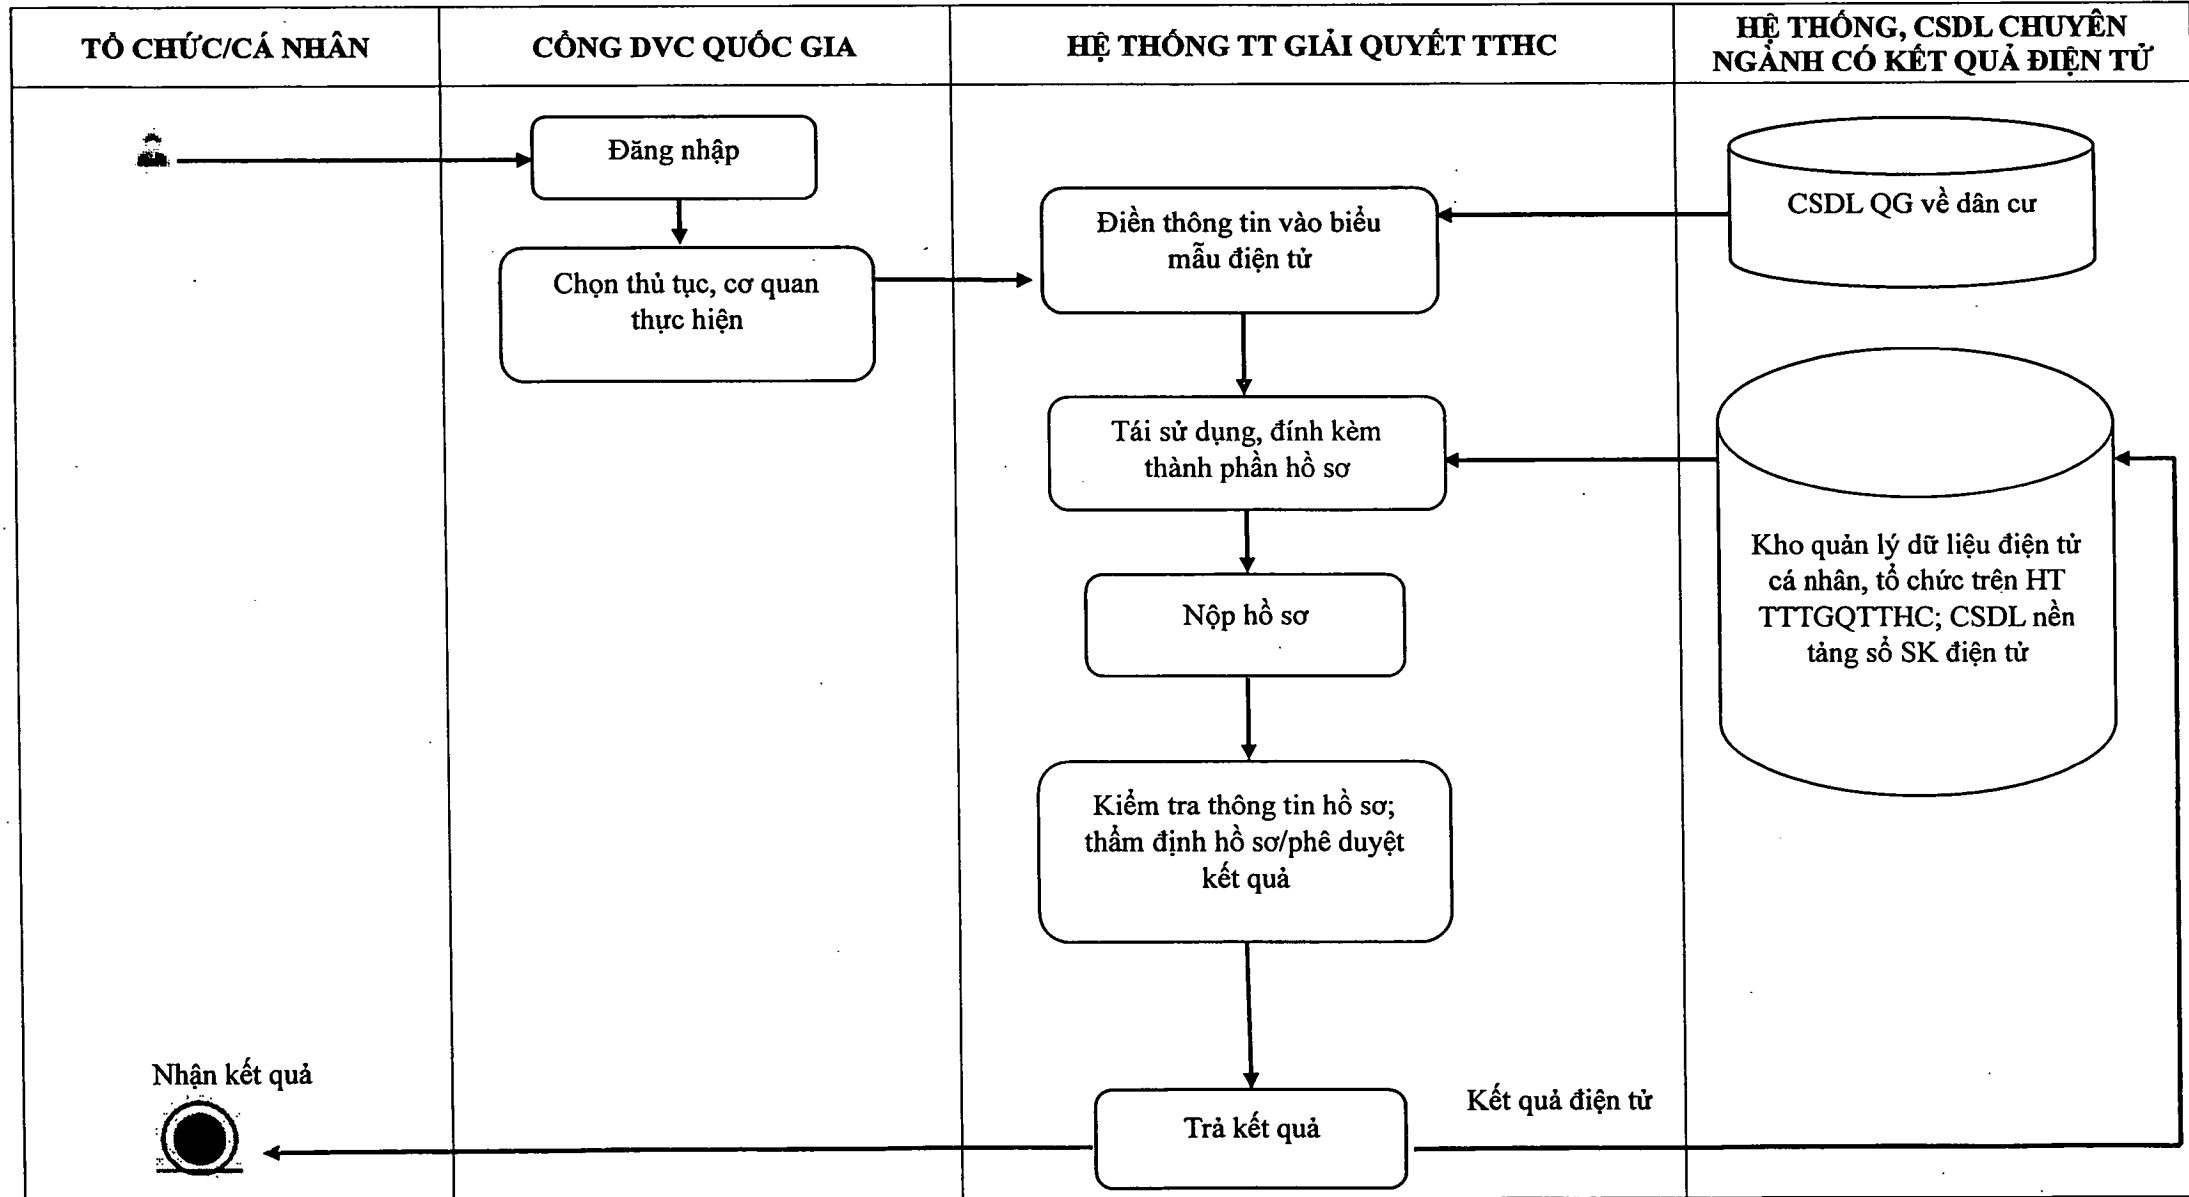 TỔ CHỨC/CÁ NHÂN
CỔNG DVC QUỐC GIA
HỆ THỐNG TT GIẢI QUYẾT TTHC
HỆ THỐNG, CSDL CHUYÊN
NGÀNH CÓ KẾT QUẢ ĐIỆN TỬ
Đăng nhập
Chọn thủ tục, cơ quan
thực hiện
Điền thông tin vào biểu
mẫu điện tử
CSDL QG về dân cư
Tái sử dụng, đính kèm
thành phần hồ sơ
Kho quản lý dữ liệu điện tử
cá nhân, tổ chức trên HT
TTTGQTTHC; CSDL nền
tảng sổ SK điện tử
Nộp hồ sơ
Kiểm tra thông tin hồ sơ;
thẩm định hồ sơ/phê duyệt
kết quả
Trả kết quả
Kết quả điện tử
Nhận kết quả